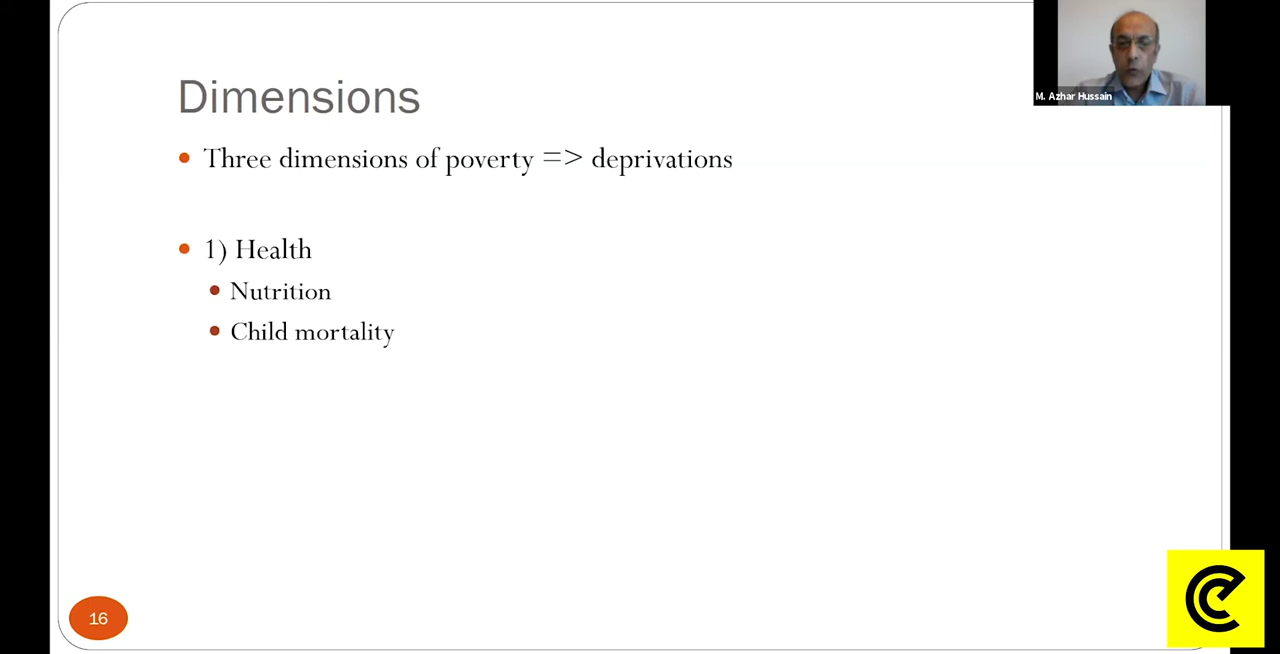 M. Azhar Hussain
Dimensions
Three dimensions of poverty => deprivations
1) Health
Nutrition
Child mortality
16